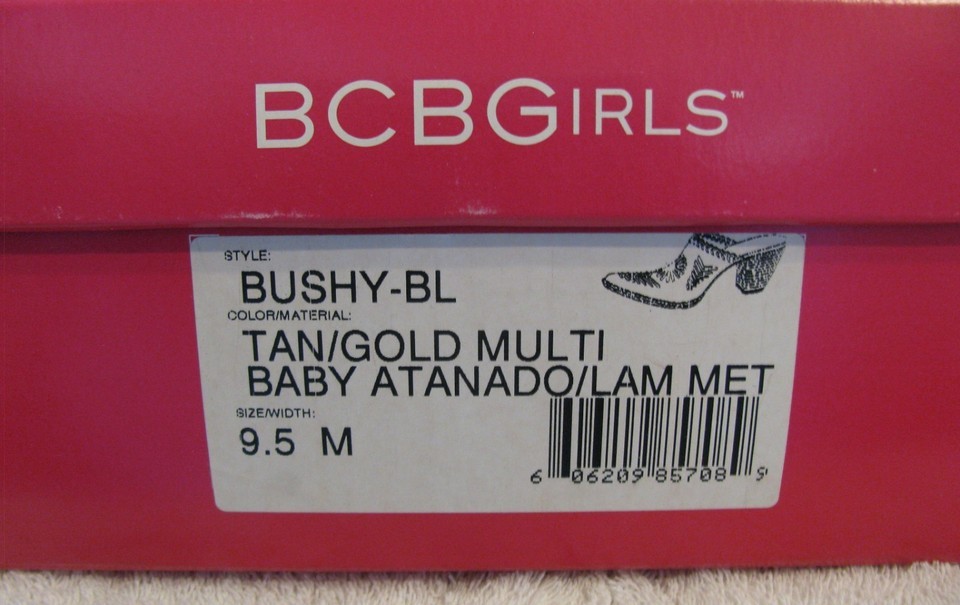 BCBGIRLS™
STYLE:
BUSHY-BL
COLOR/MATERIAL:
TAN/GOLD MULTI
BABY ATANADO/LAM MET
SIZE/WIDTH:
9.5 M
6 06209 85708 9